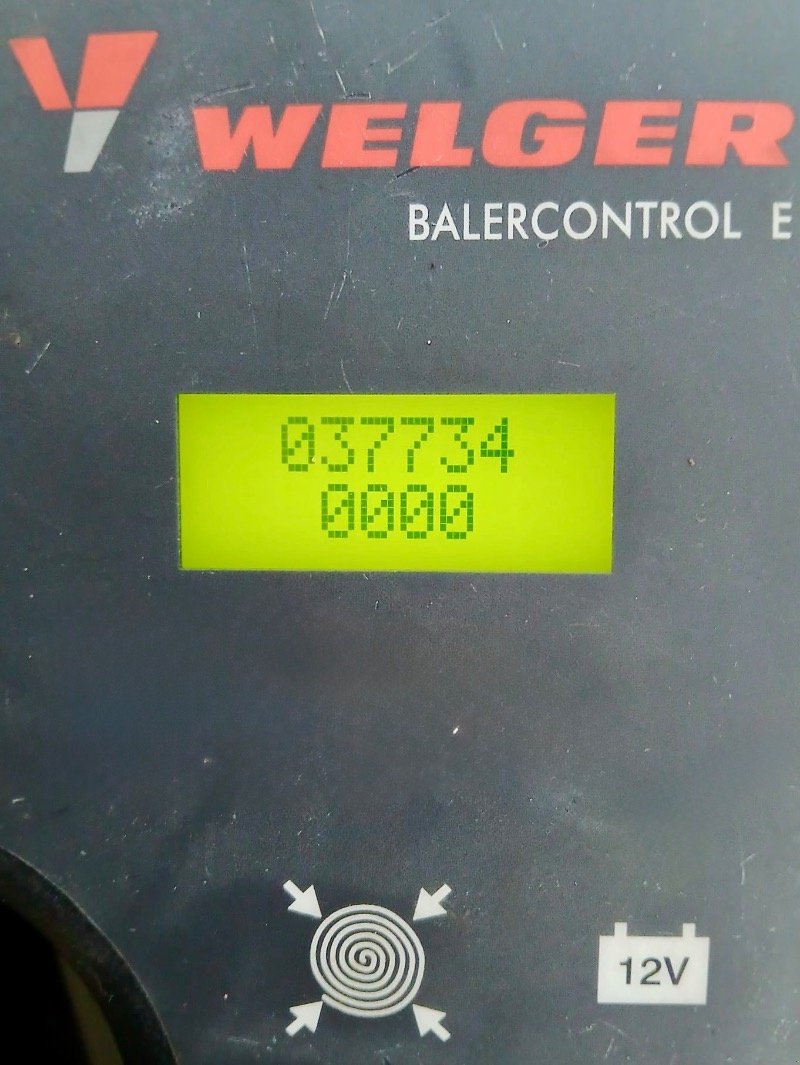 WELGER
BALERCONTROL E
037734
0000
12V